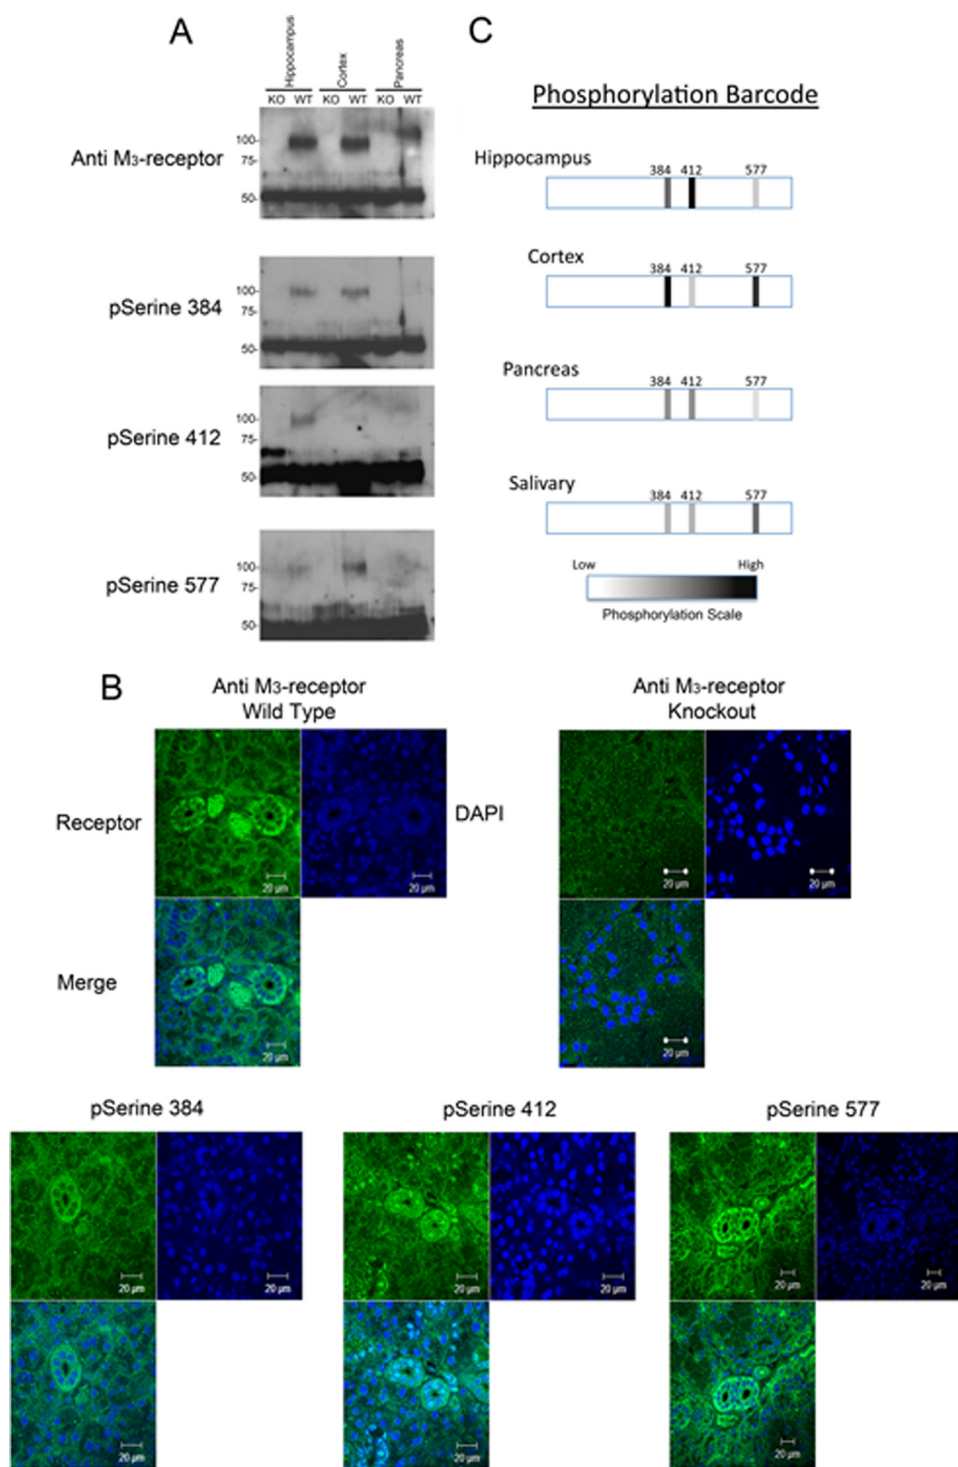 A
Hippocampus
Cortex
Pancreas
KO WT KO WT KO WT
Anti M3-receptor
100-
75-
50-
pSerine 384
100-
75-
50-
pSerine 412
100-
75-
50-
pSerine 577
100-
75-
50-
C
Phosphorylation Barcode
Hippocampus
384 412 577
Cortex
384 412 577
Pancreas
384 412 577
Salivary
384 412 577
Low High
Phosphorylation Scale
B
Anti M3-receptor
Wild Type
Anti M3-receptor
Knockout
Receptor
DAPI
20 µm
20 µm
20 µm
20 µm
Merge
20 µm
20 µm
pSerine 384
pSerine 412
pSerine 577
20 µm
20 µm
20 µm
20 µm
20 µm
20 µm
20 µm
20 µm
20 µm